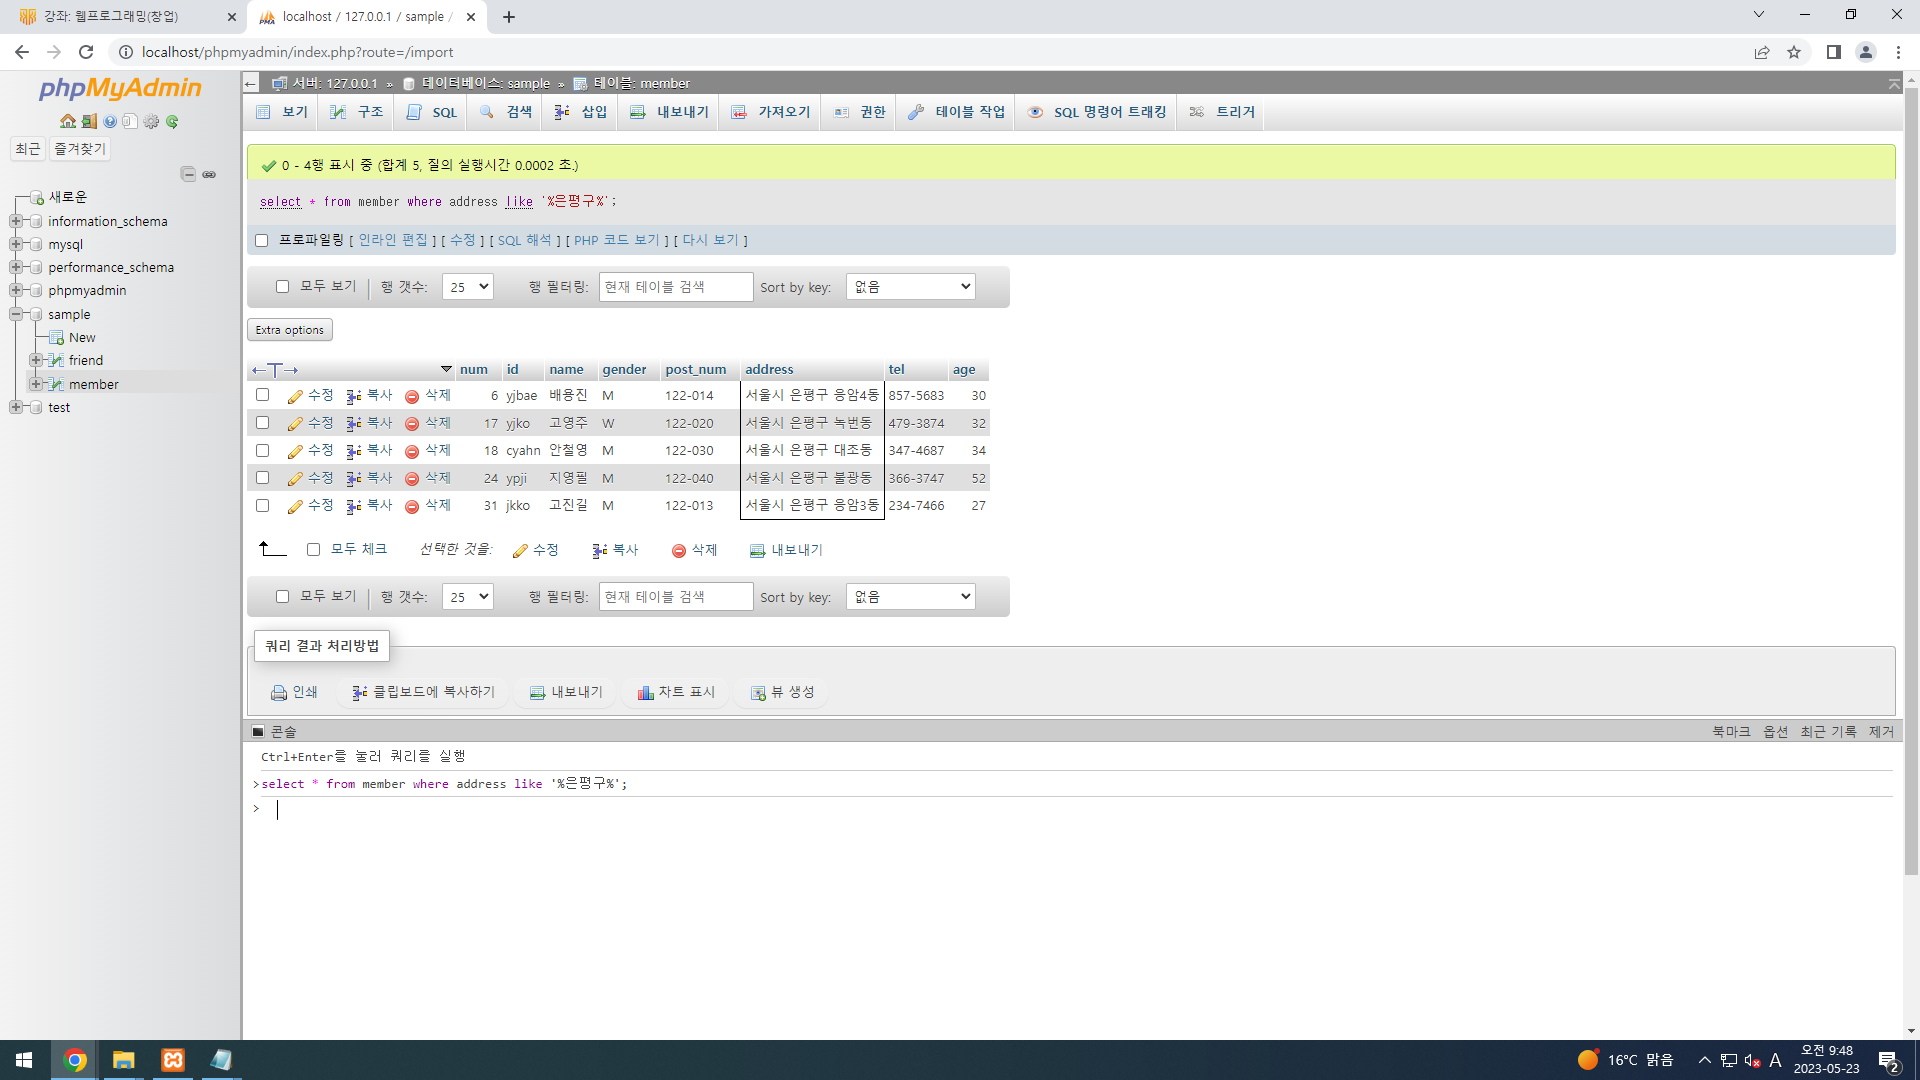 강좌: 웹프로그래밍(창업)
localhost / 127.0.0.1 / sample /
localhost/phpmyadmin/index.php?route=/import
phpMyAdmin
최근 즐겨찾기
새로운
information_schema
mysql
performance_schema
phpmyadmin
sample
New
friend
member
test
서버: 127.0.0.1 » 데이터베이스: sample » 테이블: member
보기 구조 SQL 검색 삽입 내보내기 가져오기 권한 테이블 작업 SQL 명령어 트래킹 트리거
0 - 4행 표시 중 (합계 5, 질의 실행시간 0.0002 초.)
select * from member where address like '%은평구%';
프로파일링 [ 인라인 편집 ] [ 수정 ] [ SQL 해석 ] [ PHP 코드 보기 ] [ 다시 보기 ]
모두 보기 행 갯수: 25 행 필터링: 현재 테이블 검색 Sort by key: 없음
Extra options
←T→ num id name gender post_num address tel age
수정 복사 삭제 6 yjbae 배용진 M 122-014 서울시 은평구 응암4동 857-5683 30
수정 복사 삭제 17 yjko 고영주 W 122-020 서울시 은평구 녹번동 479-3874 32
수정 복사 삭제 18 cyahn 안철영 M 122-030 서울시 은평구 대조동 347-4687 34
수정 복사 삭제 24 ypji 지영필 M 122-040 서울시 은평구 불광동 366-3747 52
수정 복사 삭제 31 jkko 고진길 M 122-013 서울시 은평구 응암3동 234-7466 27
모두 체크 선택한 것을: 수정 복사 삭제 내보내기
모두 보기 행 갯수: 25 행 필터링: 현재 테이블 검색 Sort by key: 없음
쿼리 결과 처리방법
인쇄 클립보드에 복사하기 내보내기 차트 표시 뷰 생성
콘솔 북마크 옵션 최근 기록 제거
Ctrl+Enter를 눌러 쿼리를 실행
>select * from member where address like '%은평구%';
>
16°C 맑음 A 오전 9:48
2023-05-23 2